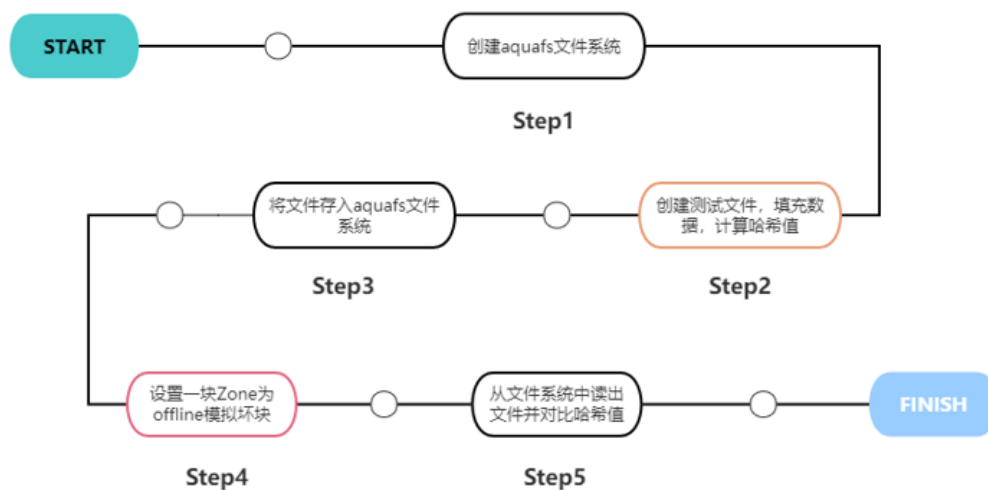 START
创建aquafs文件系统
Step1
创建测试文件，填充数
据，计算哈希值
Step2
将文件存入aquafs文件
系统
Step3
设置一块Zone为
offline模拟坏块
Step4
从文件系统中读出
文件并对比哈希值
Step5
FINISH